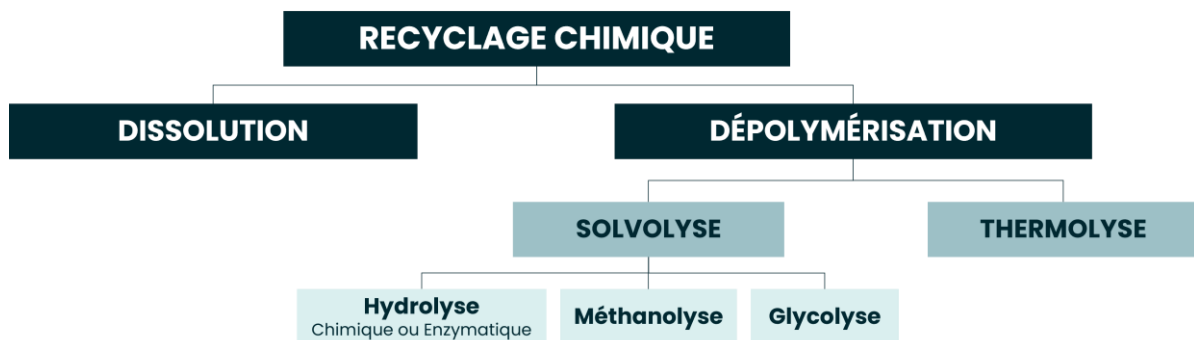 RECYCLAGE CHIMIQUE
DISSOLUTION
DÉPOLYMÉRISATION
SOLVOLYSE
THERMOLYSE
Hydrolyse
Chimique ou Enzymatique
Méthanolyse
Glycolyse